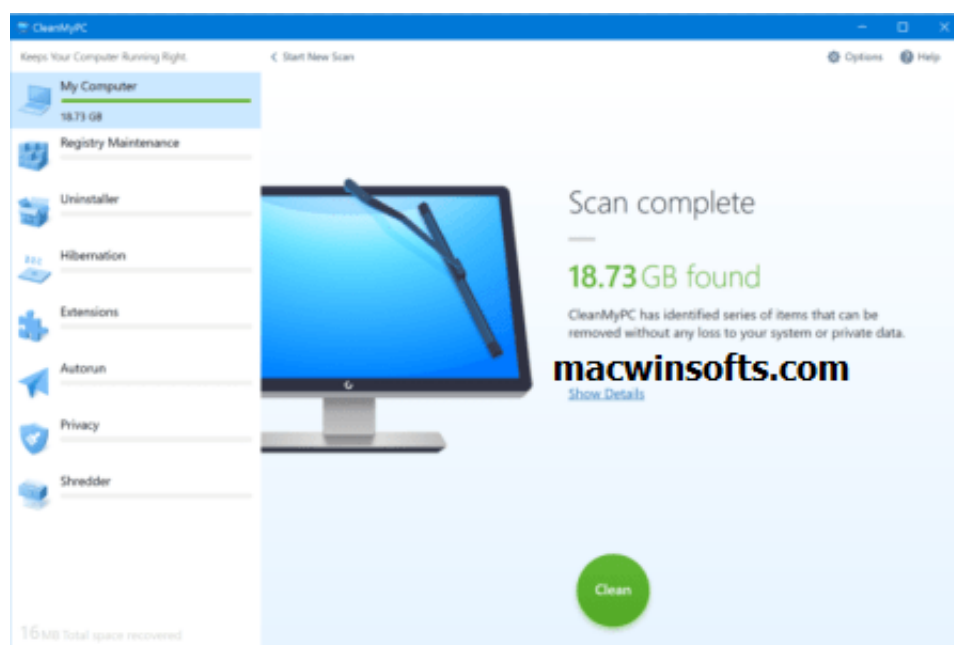 CleanMyPC
Keeps Your Computer Running Right.
Start New Scan
Options
Help
My Computer
18.73 GB
Registry Maintenance
Uninstaller
Hibernation
Extensions
Autorun
Privacy
Shredder
Scan complete
18.73 GB found
CleanMyPC has identified series of items that can be
removed without any loss to your system or private data.
macwinsofts.com
Show Details
Clean
16 MB Total space recovered